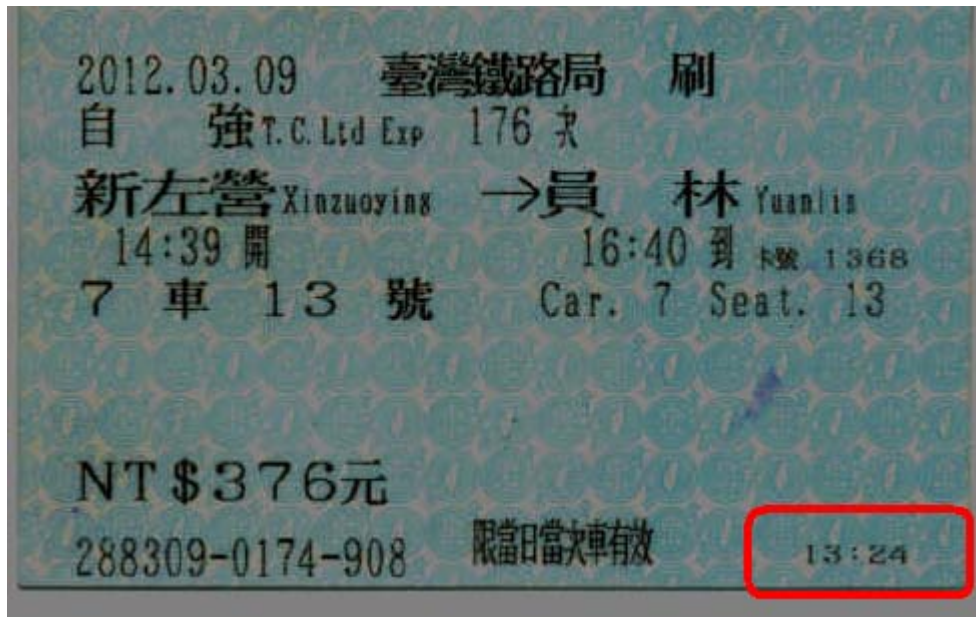 2012.03.09 臺灣鐵路局 刷
自 強 T.C.Ltd Exp 176 次
新左營 Xinzuoying →員 林 Yuanlin
14:39 開 16:40 到 卡號 1368
7 車 13 號 Car. 7 Seat. 13
NT$376元
288309-0174-908 限當日當次車有效 13:24